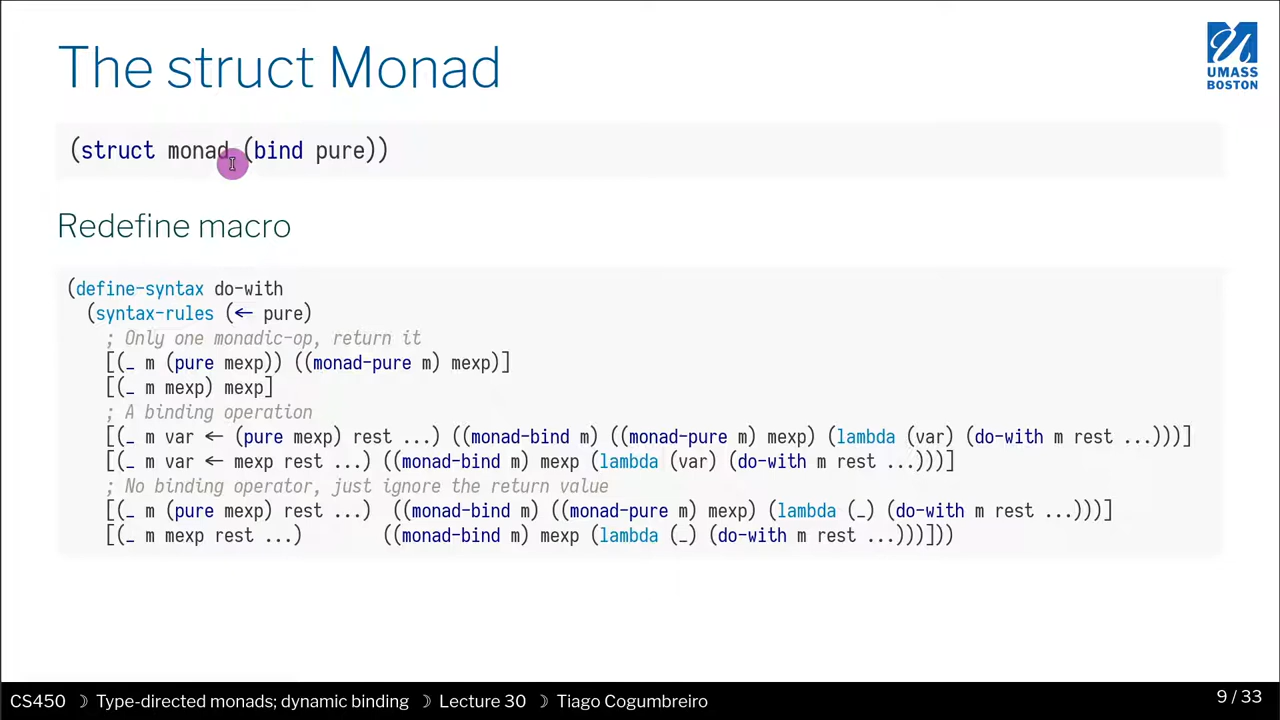 The struct Monad
UMASS
BOSTON
(struct monad (bind pure))
Redefine macro
(define-syntax do-with
(syntax-rules (← pure)
; Only one monadic-op, return it
[(_ m (pure mexp)) ((monad-pure m) mexp)]
[(_ m mexp) mexp]
; A binding operation
[(_ m var ← (pure mexp) rest ...) ((monad-bind m) ((monad-pure m) mexp) (lambda (var) (do-with m rest ...)))]
[(_ m var ← mexp rest ...) ((monad-bind m) mexp (lambda (var) (do-with m rest ...)))]
; No binding operator, just ignore the return value
[(_ m (pure mexp) rest ...) ((monad-bind m) ((monad-pure m) mexp) (lambda (_) (do-with m rest ...)))]
[(_ m mexp rest ...) ((monad-bind m) mexp (lambda (_) (do-with m rest ...)))]))
CS450 ☽ Type-directed monads; dynamic binding ☽ Lecture 30 ☽ Tiago Cogumbreiro
9 / 33